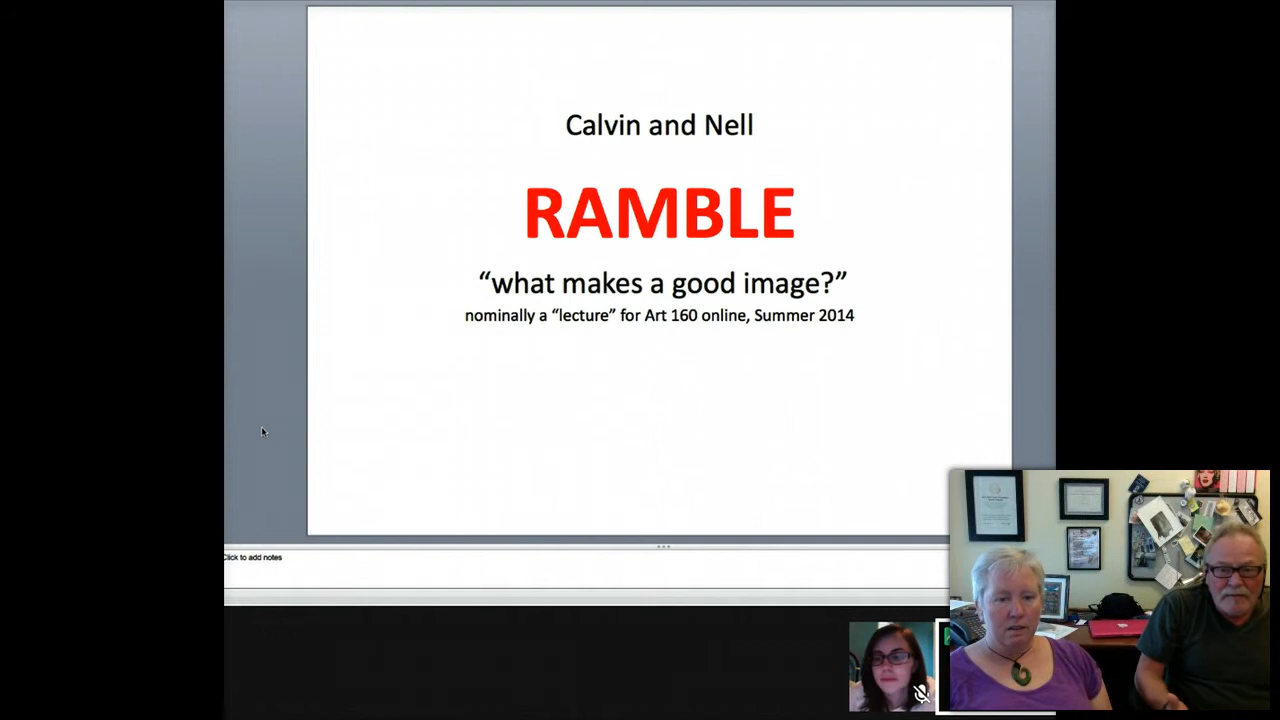 Calvin and Nell
RAMBLE
“what makes a good image?”
nominally a “lecture” for Art 160 online, Summer 2014
Click to add notes